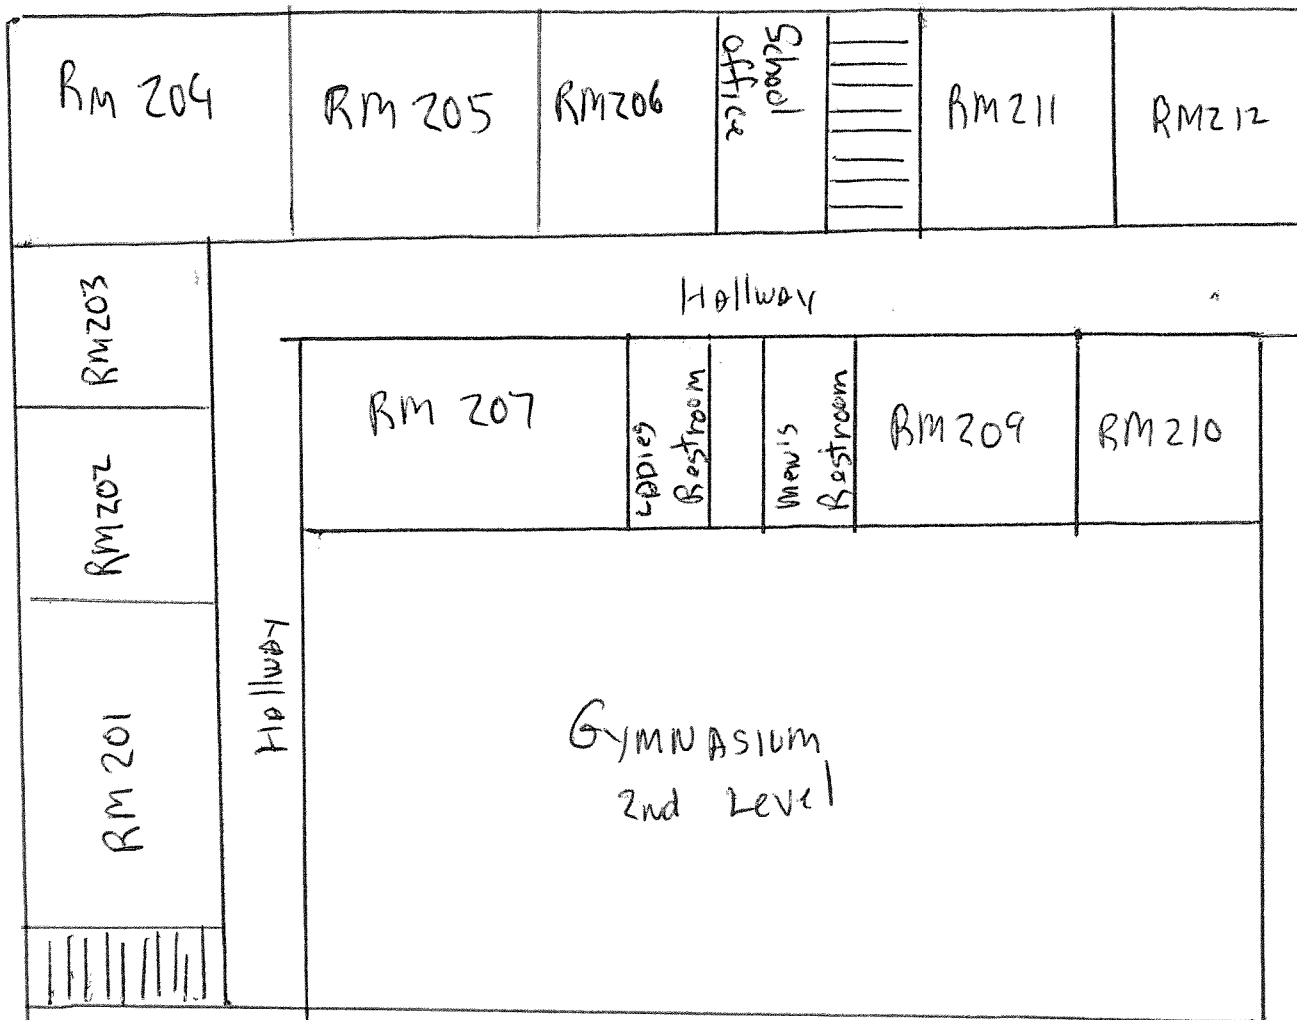 RM 204
RM 205
RM206
School
office
RM211
RM212
RM203
Hallway
RM 207
LADIES
Restroom
Men's
Restroom
RM209
RM210
RM202
RM 201
Hallway
GYMNASIUM
2nd Level